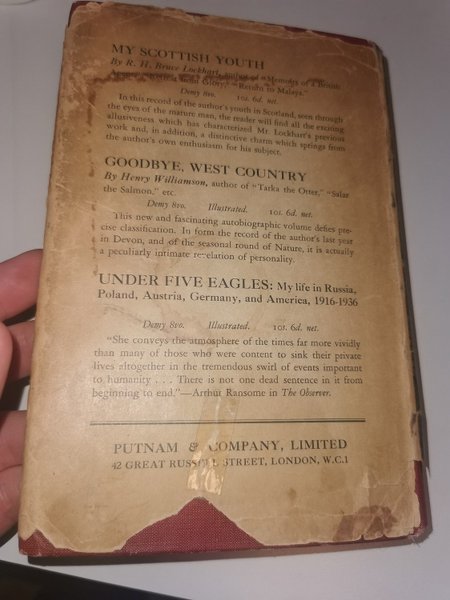 MY SCOTTISH YOUTH
By R. H. Bruce Lockhart, author of "Memoirs of a British
Glory," "Return to Malaya."
Demy 8vo. 10s. 6d. net.
In this record of the author's youth in Scotland, seen through
the eyes of the mature man, the reader will find all the exciting
allusiveness which has characterized Mr. Lockhart's previous
work and, in addition, a distinctive charm which springs from
the author's own enthusiasm for his subject.
GOODBYE, WEST COUNTRY
By Henry Williamson, author of "Tarka the Otter," "Salar
the Salmon," etc.
Demy 8vo. Illustrated. 10s. 6d. net.
This new and fascinating autobiographic volume defies pre-
cise classification. In form the record of the author's last year
in Devon, and of the seasonal round of Nature, it is actually
a peculiarly intimate revelation of personality.
UNDER FIVE EAGLES: My life in Russia,
Poland, Austria, Germany, and America, 1916-1936
Demy 8vo. Illustrated. 10s. 6d. net.
"She conveys the atmosphere of the times far more vividly
than many of those who were content to sink their private
lives altogether in the tremendous swirl of events important
to humanity . . . There is not one dead sentence in it from
beginning to end."—Arthur Ransome in The Observer.
PUTNAM & COMPANY, LIMITED
42 GREAT RUSSELL STREET, LONDON, W.C.1